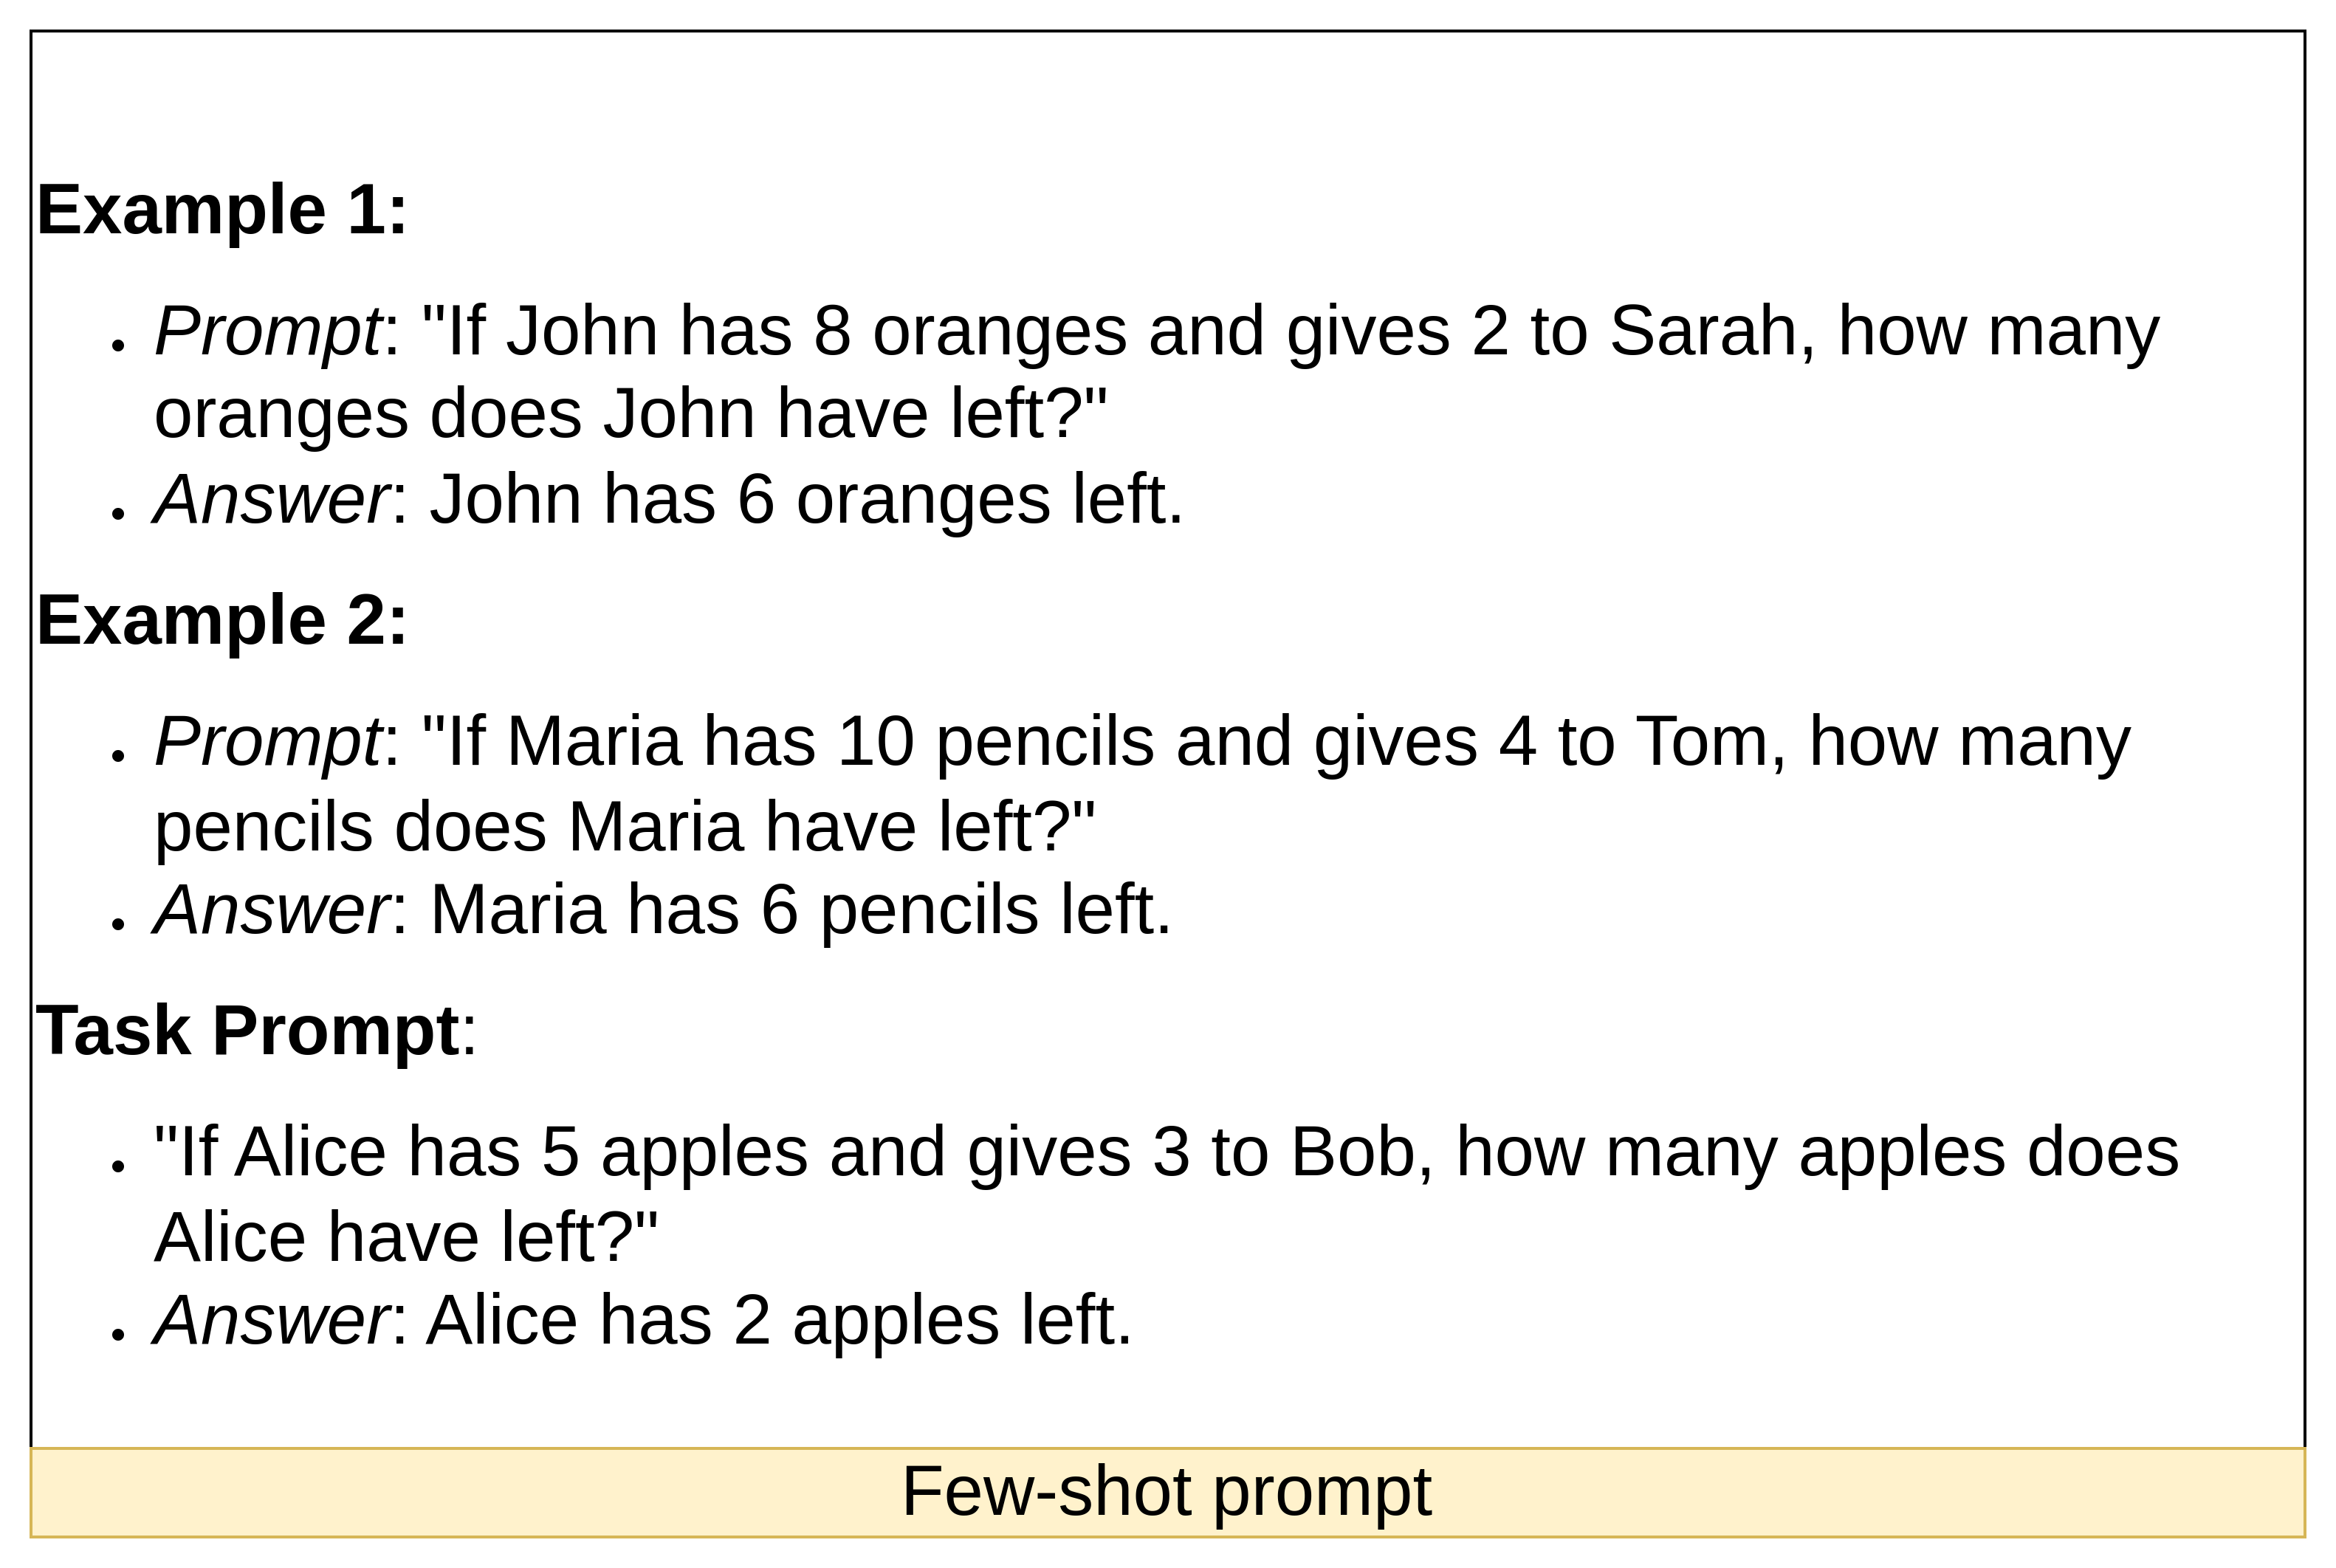 Example 1:
• Prompt: "If John has 8 oranges and gives 2 to Sarah, how many
oranges does John have left?"
• Answer: John has 6 oranges left.
Example 2:
• Prompt: "If Maria has 10 pencils and gives 4 to Tom, how many
pencils does Maria have left?"
• Answer: Maria has 6 pencils left.
Task Prompt:
• "If Alice has 5 apples and gives 3 to Bob, how many apples does
Alice have left?"
• Answer: Alice has 2 apples left.
Few-shot prompt